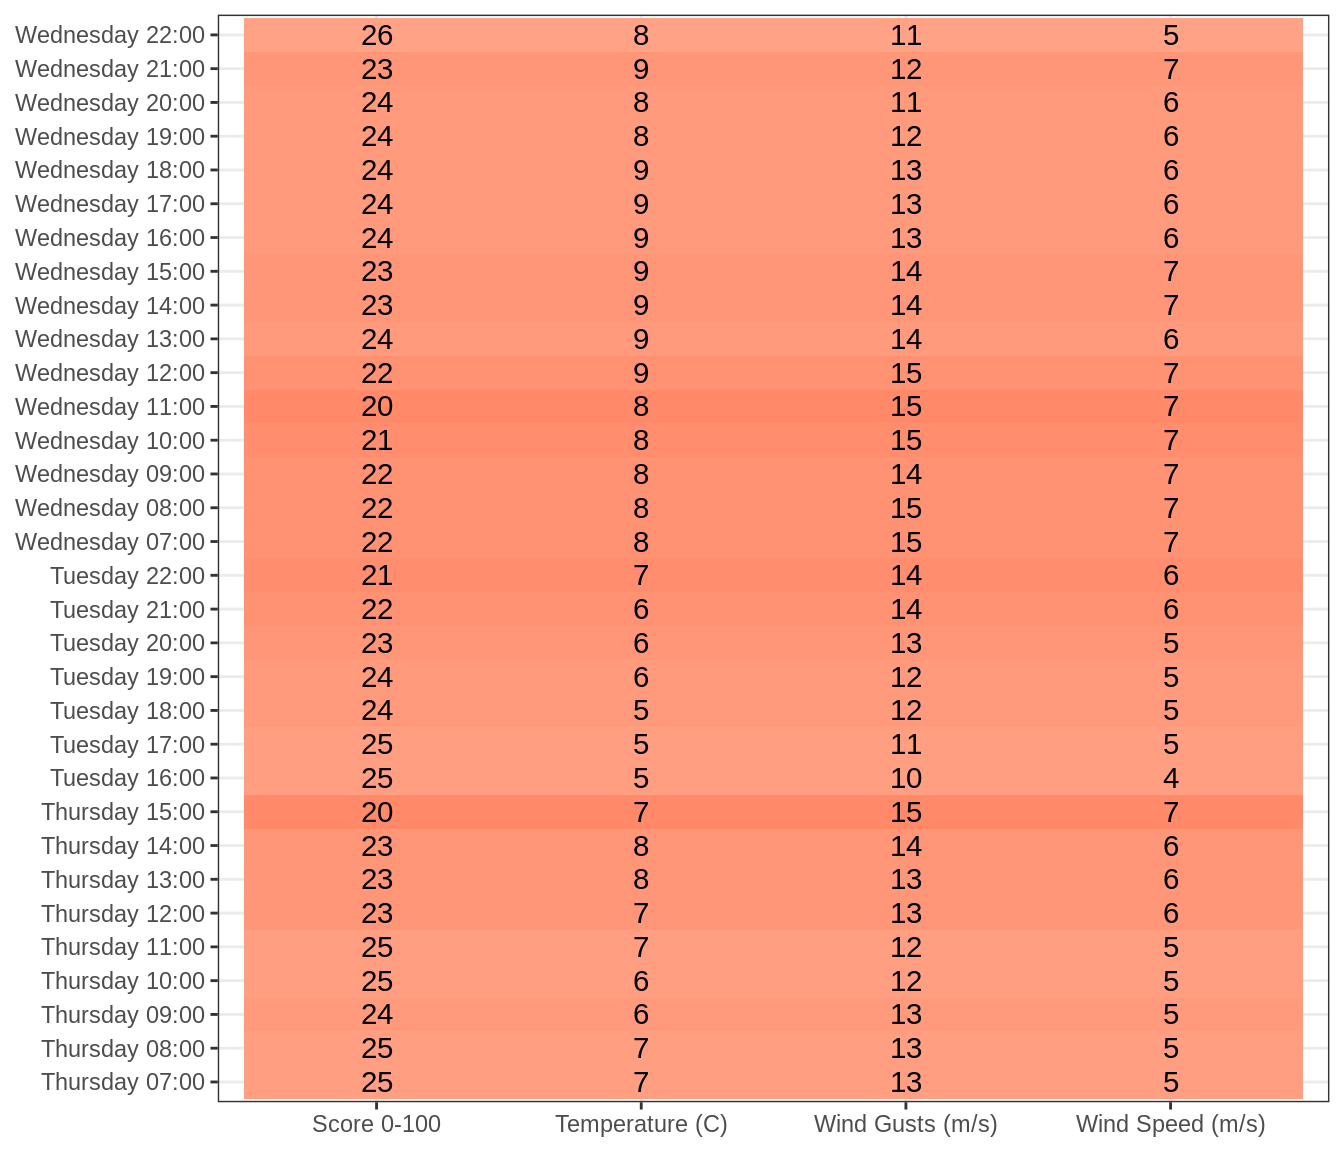 Wednesday 22:00 26 8 11 5
Wednesday 21:00 23 9 12 7
Wednesday 20:00 24 8 11 6
Wednesday 19:00 24 8 12 6
Wednesday 18:00 24 9 13 6
Wednesday 17:00 24 9 13 6
Wednesday 16:00 24 9 13 6
Wednesday 15:00 23 9 14 7
Wednesday 14:00 23 9 14 7
Wednesday 13:00 24 9 14 6
Wednesday 12:00 22 9 15 7
Wednesday 11:00 20 8 15 7
Wednesday 10:00 21 8 15 7
Wednesday 09:00 22 8 14 7
Wednesday 08:00 22 8 15 7
Wednesday 07:00 22 8 15 7
Tuesday 22:00 21 7 14 6
Tuesday 21:00 22 6 14 6
Tuesday 20:00 23 6 13 5
Tuesday 19:00 24 6 12 5
Tuesday 18:00 24 5 12 5
Tuesday 17:00 25 5 11 5
Tuesday 16:00 25 5 10 4
Thursday 15:00 20 7 15 7
Thursday 14:00 23 8 14 6
Thursday 13:00 23 8 13 6
Thursday 12:00 23 7 13 6
Thursday 11:00 25 7 12 5
Thursday 10:00 25 6 12 5
Thursday 09:00 24 6 13 5
Thursday 08:00 25 7 13 5
Thursday 07:00 25 7 13 5
Score 0-100 Temperature (C) Wind Gusts (m/s) Wind Speed (m/s)